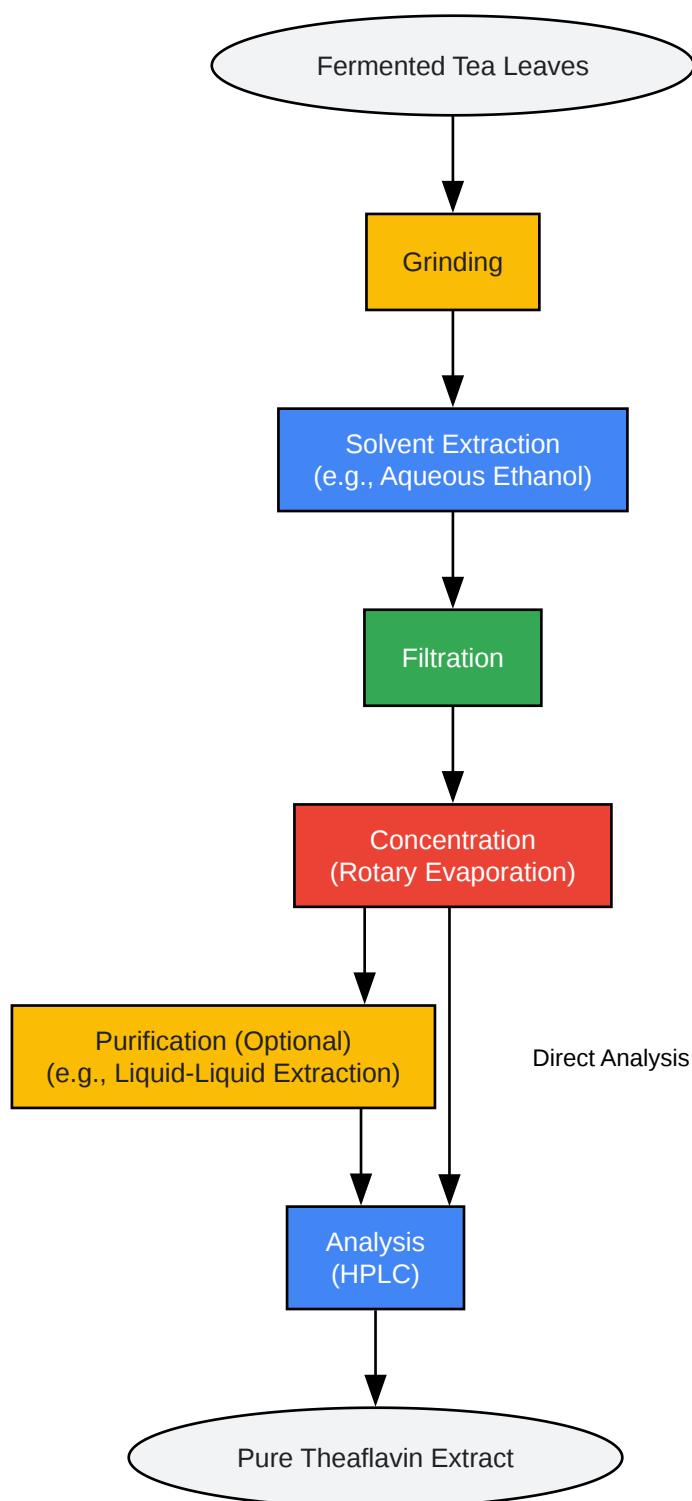 Fermented Tea Leaves
Grinding
Solvent Extraction
(e.g., Aqueous Ethanol)
Filtration
Concentration
(Rotary Evaporation)
Purification (Optional)
(e.g., Liquid-Liquid Extraction)
Direct Analysis
Analysis
(HPLC)
Pure Theaflavin Extract